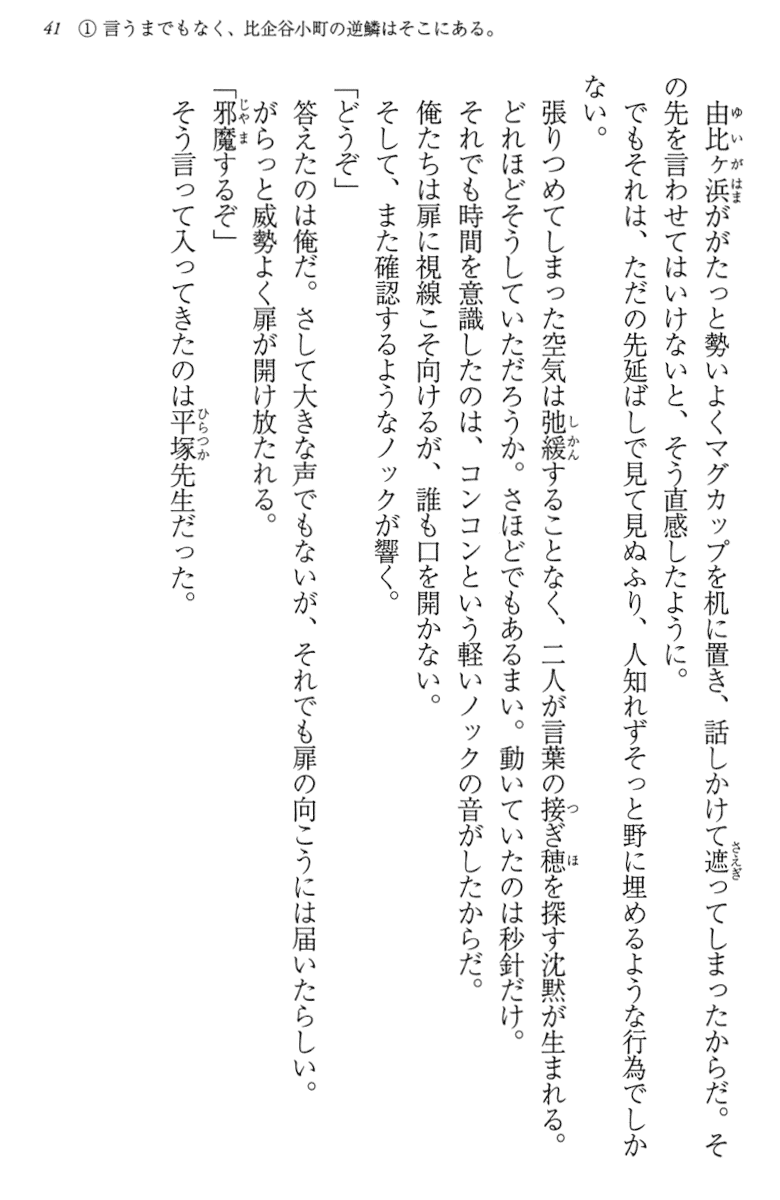 41 ① 言うまでもなく、比企谷小町の逆鱗はそこにある。
由比ヶ浜ががたっと勢いよくマグカップを机に置き、話しかけて遮ってしまったからだ。そ
の先を言わせてはいけないと、そう直感したように。
でもそれは、ただの先延ばしで見て見ぬふり、人知れずそっと野に埋めるような行為でしか
ない。
張りつめてしまった空気は弛緩することなく、二人が言葉の接ぎ穂を探す沈黙が生まれる。
どれほどそうしていただろうか。さほどでもあるまい。動いていたのは秒針だけ。
それでも時間を意識したのは、コンコンという軽いノックの音がしたからだ。
俺たちは扉に視線こそ向けるが、誰も口を開かない。
そして、また確認するようなノックが響く。
「どうぞ」
答えたのは俺だ。さして大きな声でもないが、それでも扉の向こうには届いたらしい。
がらっと威勢よく扉が開け放たれる。
「邪魔するぞ」
そう言って入ってきたのは平塚先生だった。